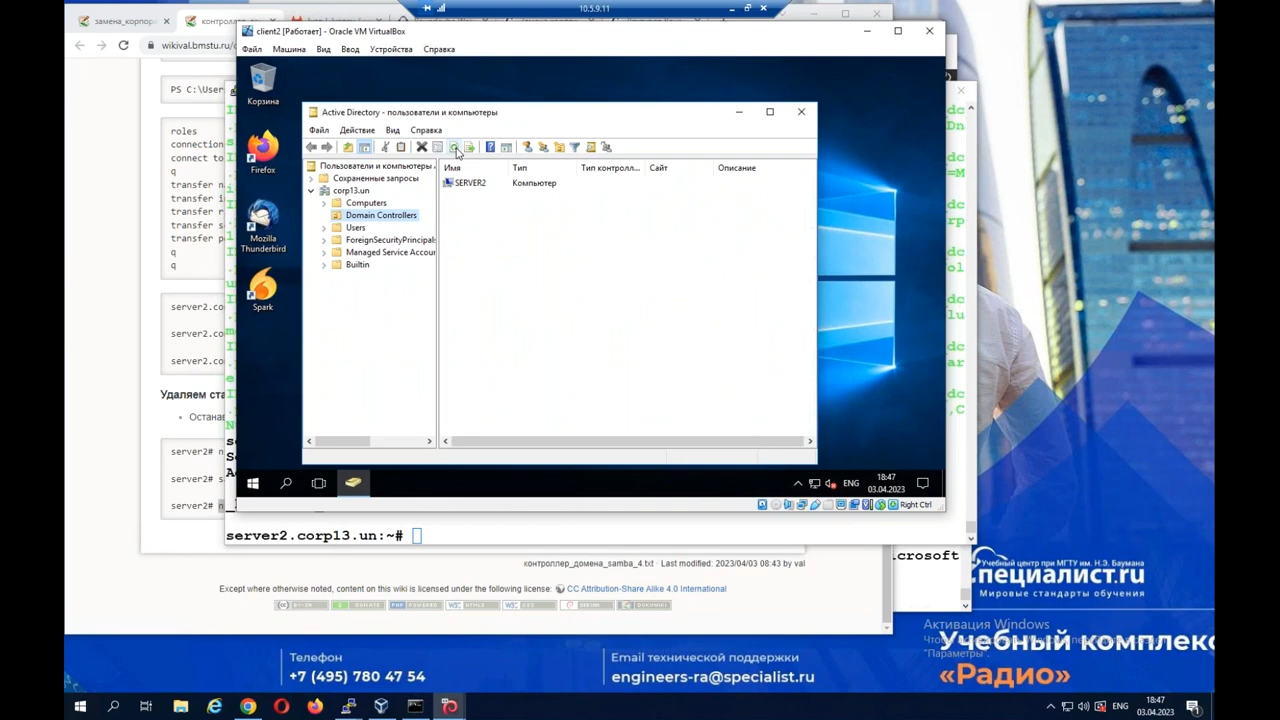 замена_корпор
контроллер_до
10.5.9.11
wikival.bmstu.ru/
client2 [Работает] - Oracle VM VirtualBox
Файл Машина Вид Ввод Устройства Справка
PS C:\User
roles
connection
connect to
q
transfer n
transfer i
transfer r
transfer s
transfer p
q
q
server2.co
server2.co
server2.co
Удаляем ста
Останав
server2# n
server2# s
server2# n
Корзина
Firefox
Mozilla
Thunderbird
Spark
Active Directory - пользователи и компьютеры
Файл Действие Вид Справка
Пользователи и компьютеры
Сохраненные запросы
corp13.un
Computers
Domain Controllers
Users
ForeignSecurityPrincipals
Managed Service Accoun
Builtin
Имя Тип Тип контролл... Сайт Описание
SERVER2 Компьютер
ENG
18:47
03.04.2023
Right Ctrl
server2.corp13.un:~#
icrosoft
контроллер_домена_samba_4.txt · Last modified: 2023/04/03 08:43 by val
Except where otherwise noted, content on this wiki is licensed under the following license: CC Attribution-Share Alike 4.0 International
Учебный центр при МГТУ им. Н.Э. Баумана
Специалист.ru
Мировые стандарты обучения
Активация Windows
"Параметры".
Учебный комплекс
«Радио»
Телефон
+7 (495) 780 47 54
Email технической поддержки
engineers-ra@specialist.ru
ENG
18:47
03.04.2023